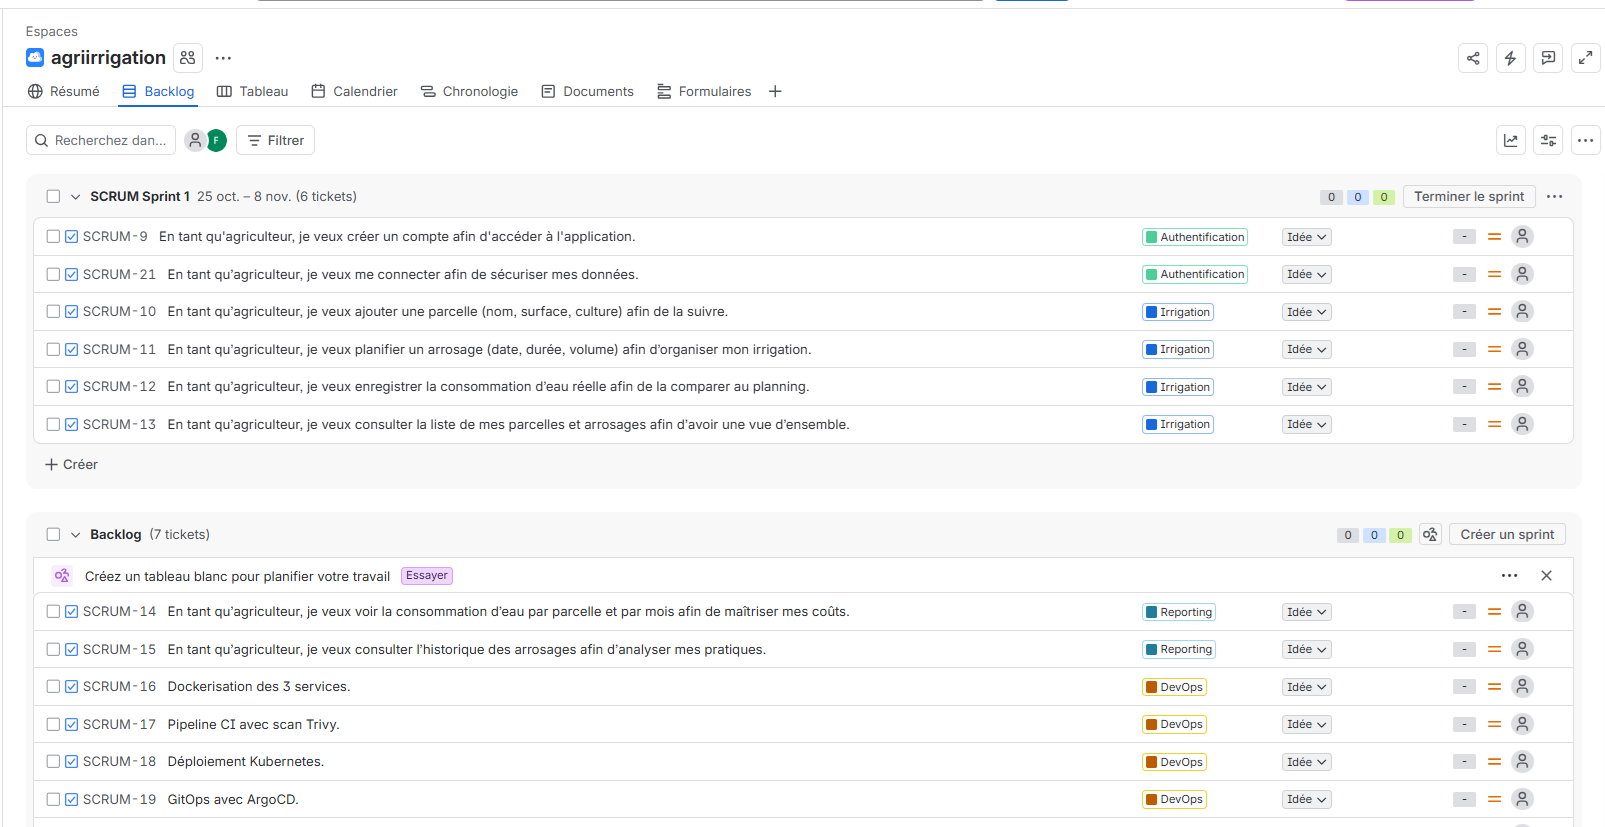 Espaces
agriirrigation
Résumé Backlog Tableau Calendrier Chronologie Documents Formulaires
Recherchez dan... F Filtrer
SCRUM Sprint 1 25 oct. – 8 nov. (6 tickets) 0 0 0 Terminer le sprint
SCRUM-9 En tant qu'agriculteur, je veux créer un compte afin d'accéder à l'application. Authentification Idée -
SCRUM-21 En tant qu’agriculteur, je veux me connecter afin de sécuriser mes données. Authentification Idée -
SCRUM-10 En tant qu’agriculteur, je veux ajouter une parcelle (nom, surface, culture) afin de la suivre. Irrigation Idée -
SCRUM-11 En tant qu’agriculteur, je veux planifier un arrosage (date, durée, volume) afin d’organiser mon irrigation. Irrigation Idée -
SCRUM-12 En tant qu’agriculteur, je veux enregistrer la consommation d’eau réelle afin de la comparer au planning. Irrigation Idée -
SCRUM-13 En tant qu’agriculteur, je veux consulter la liste de mes parcelles et arrosages afin d’avoir une vue d’ensemble. Irrigation Idée -
Créer
Backlog (7 tickets) 0 0 0 Créer un sprint
Créez un tableau blanc pour planifier votre travail Essayer
SCRUM-14 En tant qu’agriculteur, je veux voir la consommation d’eau par parcelle et par mois afin de maîtriser mes coûts. Reporting Idée -
SCRUM-15 En tant qu’agriculteur, je veux consulter l’historique des arrosages afin d’analyser mes pratiques. Reporting Idée -
SCRUM-16 Dockerisation des 3 services. DevOps Idée -
SCRUM-17 Pipeline CI avec scan Trivy. DevOps Idée -
SCRUM-18 Déploiement Kubernetes. DevOps Idée -
SCRUM-19 GitOps avec ArgoCD. DevOps Idée -